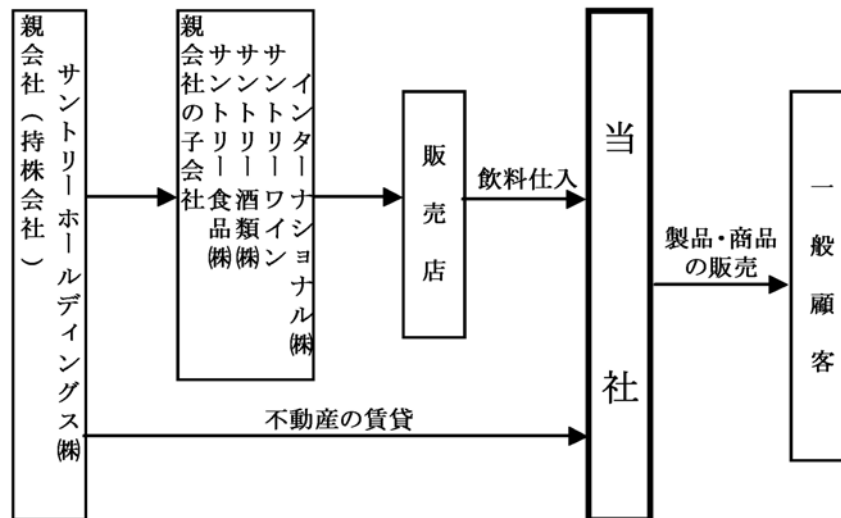 親会社（持株会社）
サントリーホールディングス㈱
親会社の子会社
サントリー食品㈱
サントリー酒類㈱
サントリーワイン
インターナショナル㈱
販売店
飲料仕入
当社
製品・商品
の販売
一般顧客
不動産の賃貸